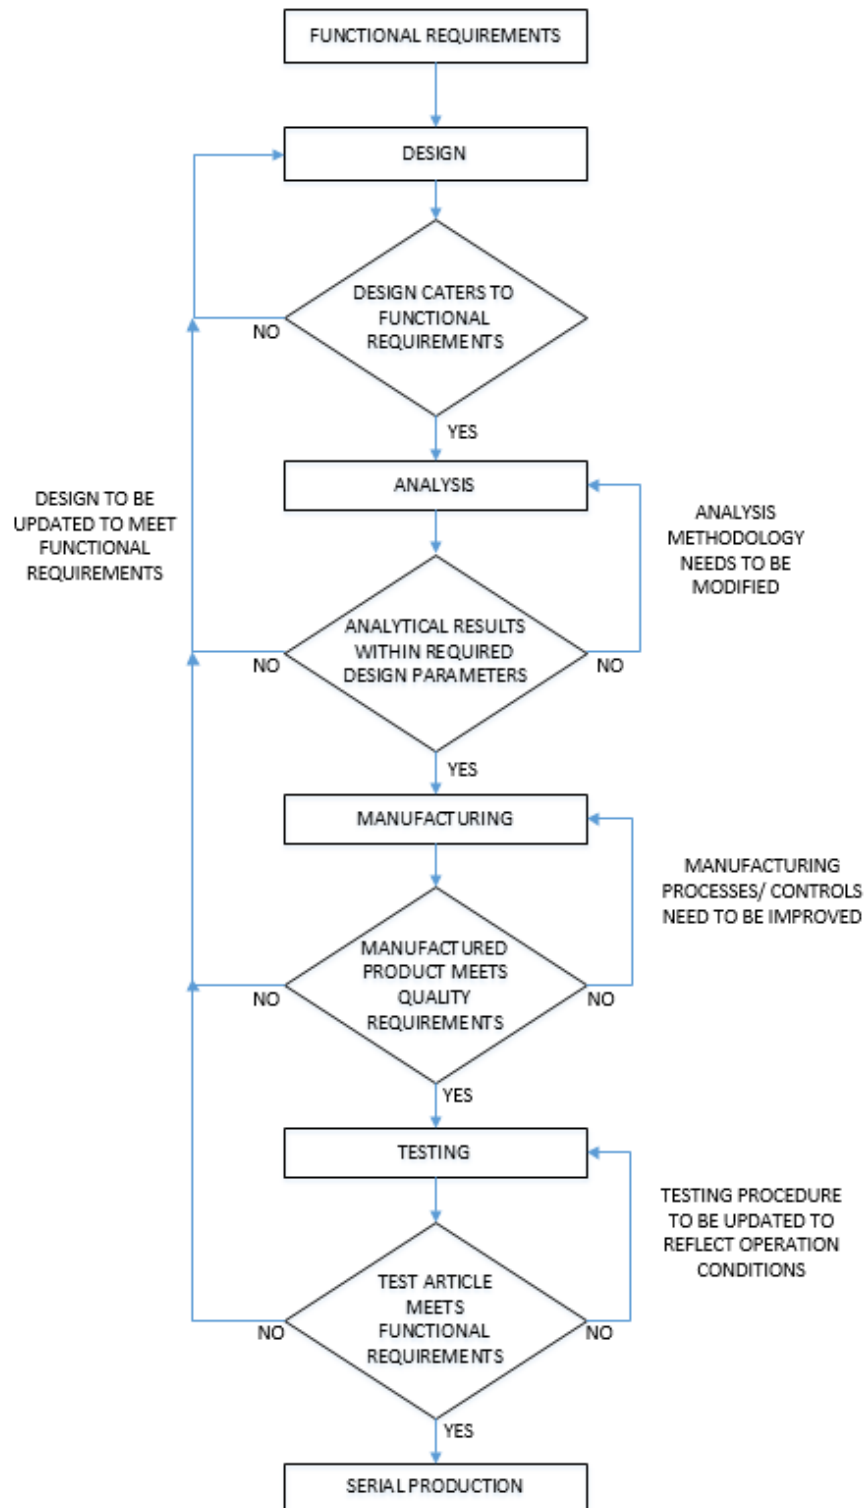 FUNCTIONAL REQUIREMENTS
DESIGN
DESIGN CATERS TO
FUNCTIONAL
REQUIREMENTS
NO
YES
ANALYSIS
DESIGN TO BE
UPDATED TO MEET
FUNCTIONAL
REQUIREMENTS
ANALYSIS
METHODOLOGY
NEEDS TO BE
MODIFIED
ANALYTICAL RESULTS
WITHIN REQUIRED
DESIGN PARAMETERS
NO
NO
YES
MANUFACTURING
MANUFACTURING
PROCESSES/ CONTROLS
NEED TO BE IMPROVED
MANUFACTURED
PRODUCT MEETS
QUALITY
REQUIREMENTS
NO
NO
YES
TESTING
TESTING PROCEDURE
TO BE UPDATED TO
REFLECT OPERATION
CONDITIONS
TEST ARTICLE
MEETS
FUNCTIONAL
REQUIREMENTS
NO
NO
YES
SERIAL PRODUCTION